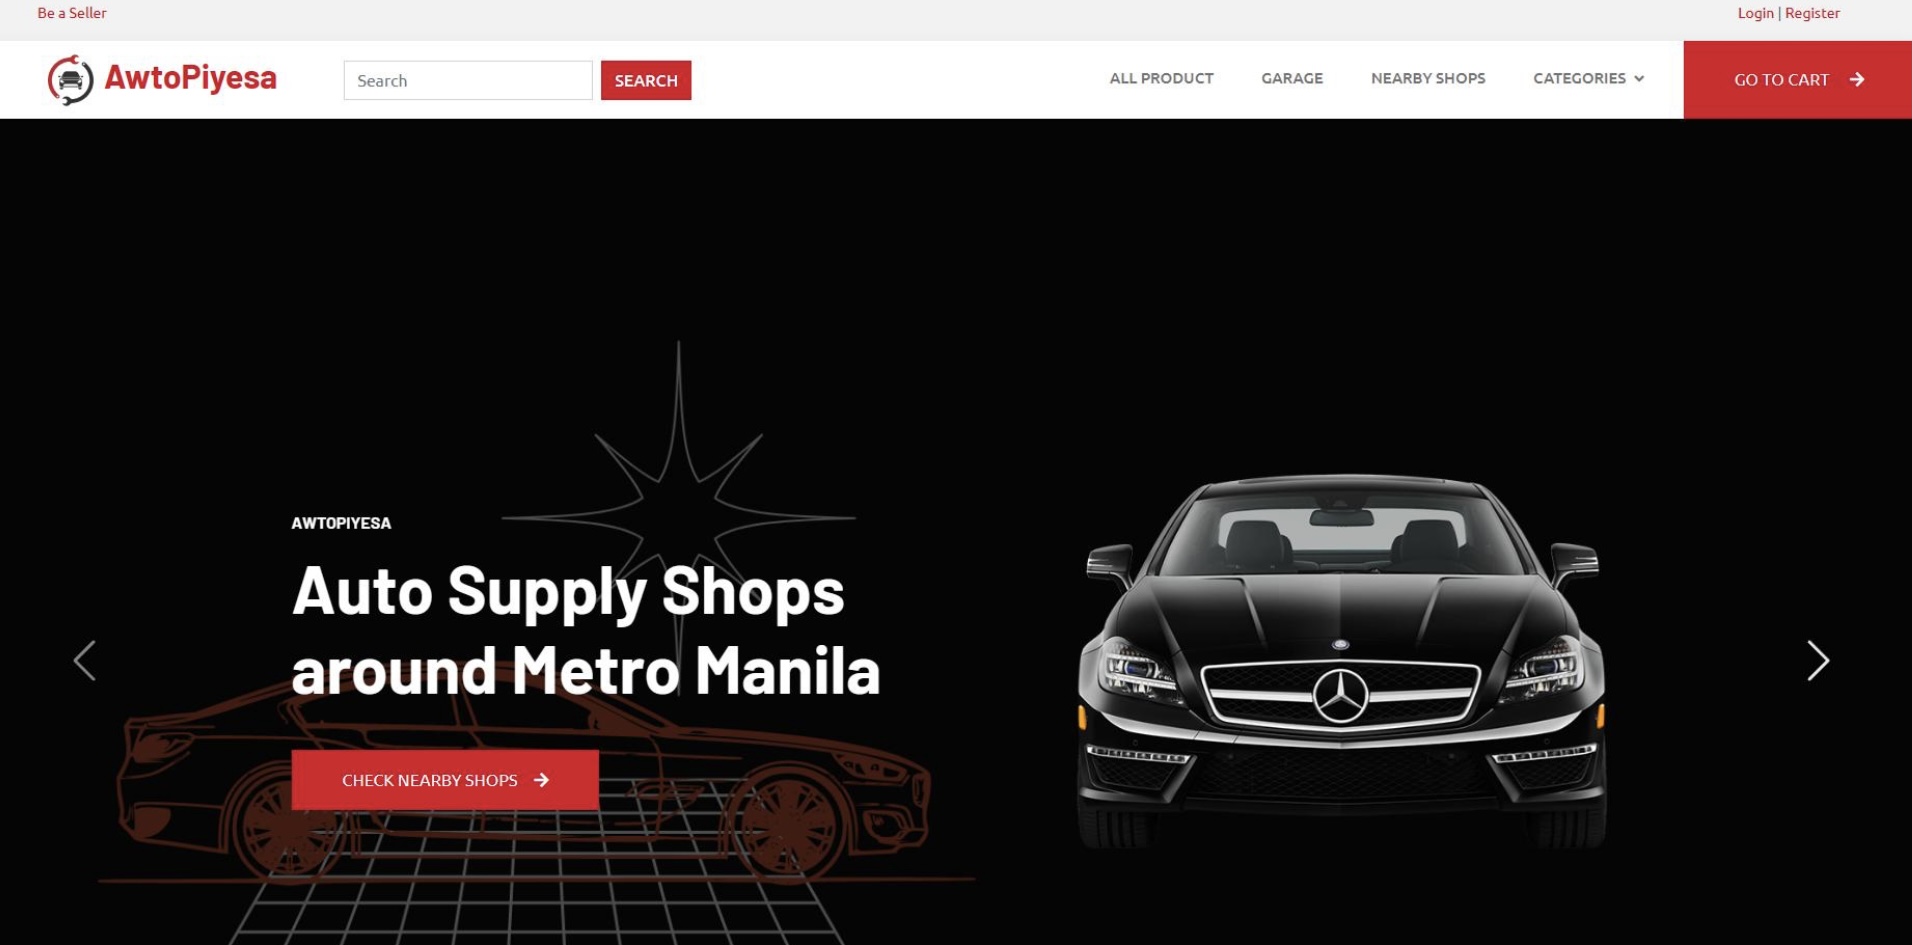 Be a Seller
Login | Register
AwtoPiyesa
Search
SEARCH
ALL PRODUCT
GARAGE
NEARBY SHOPS
CATEGORIES
GO TO CART
AWTOPIYESA
Auto Supply Shops
around Metro Manila
CHECK NEARBY SHOPS